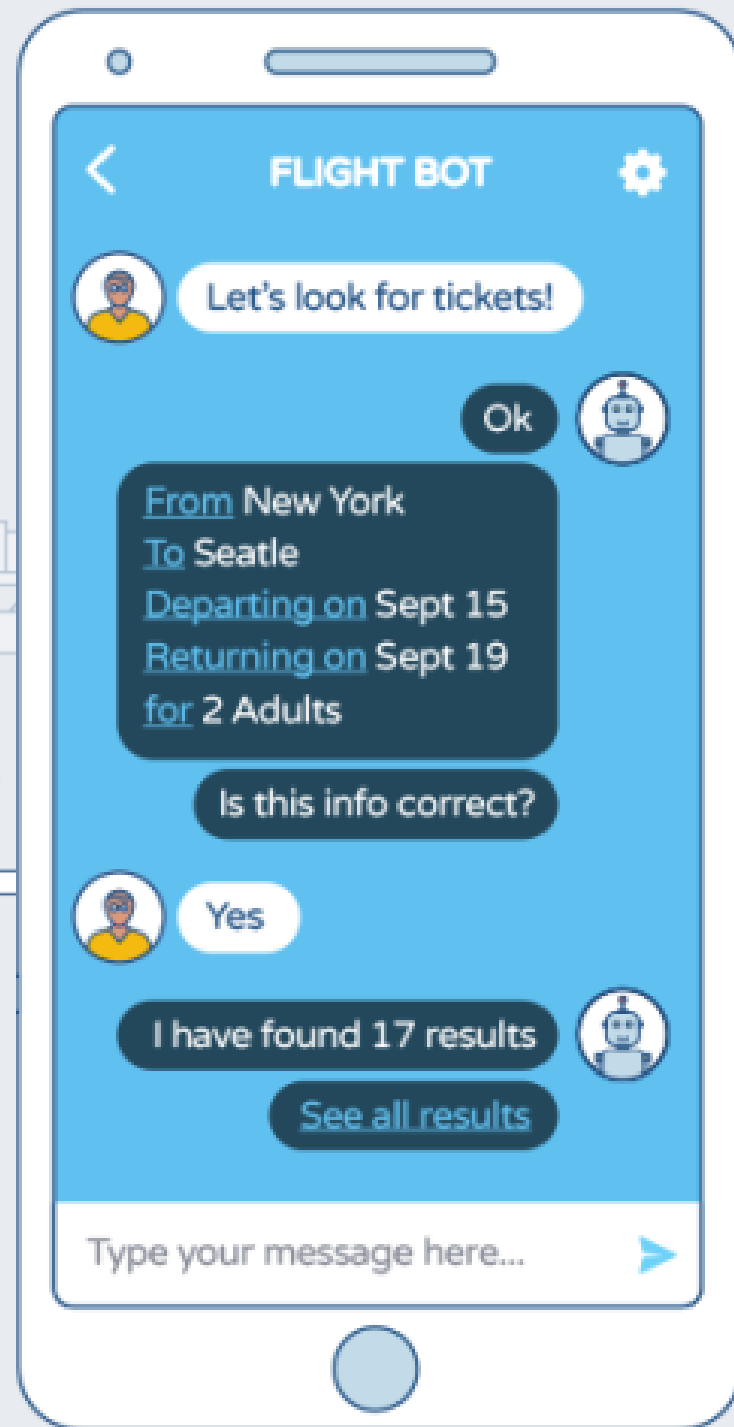 FLIGHT BOT
Let's look for tickets!
Ok
From New York
To Seatle
Departing on Sept 15
Returning on Sept 19
for 2 Adults
Is this info correct?
Yes
I have found 17 results
See all results
Type your message here...